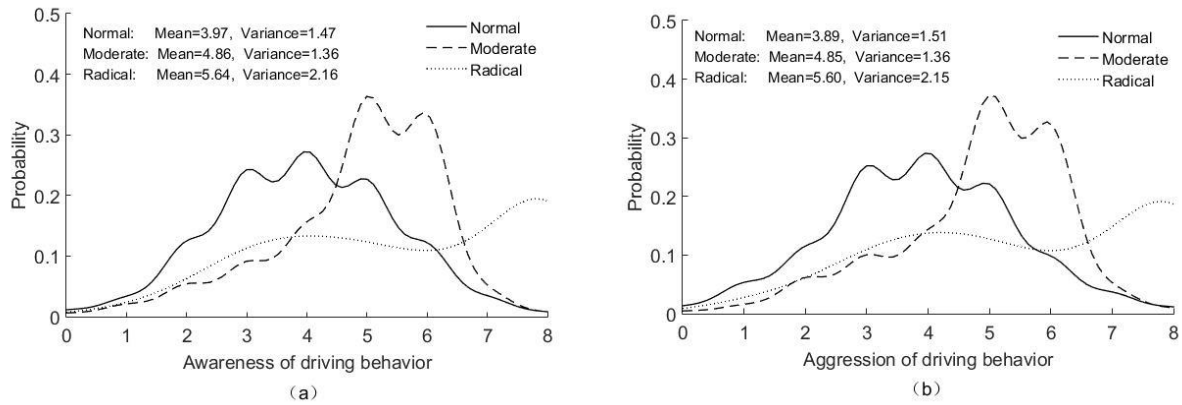 0.5
0.4
0.3
0.2
0.1
0
Probability
Normal: Mean=3.97, Variance=1.47
Moderate: Mean=4.86, Variance=1.36
Radical: Mean=5.64, Variance=2.16
Normal
Moderate
Radical
0 1 2 3 4 5 6 7 8
Awareness of driving behavior
（a）
0.5
0.4
0.3
0.2
0.1
0
Probability
Normal: Mean=3.89, Variance=1.51
Moderate: Mean=4.85, Variance=1.36
Radical: Mean=5.60, Variance=2.15
Normal
Moderate
Radical
0 1 2 3 4 5 6 7 8
Aggression of driving behavior
（b）